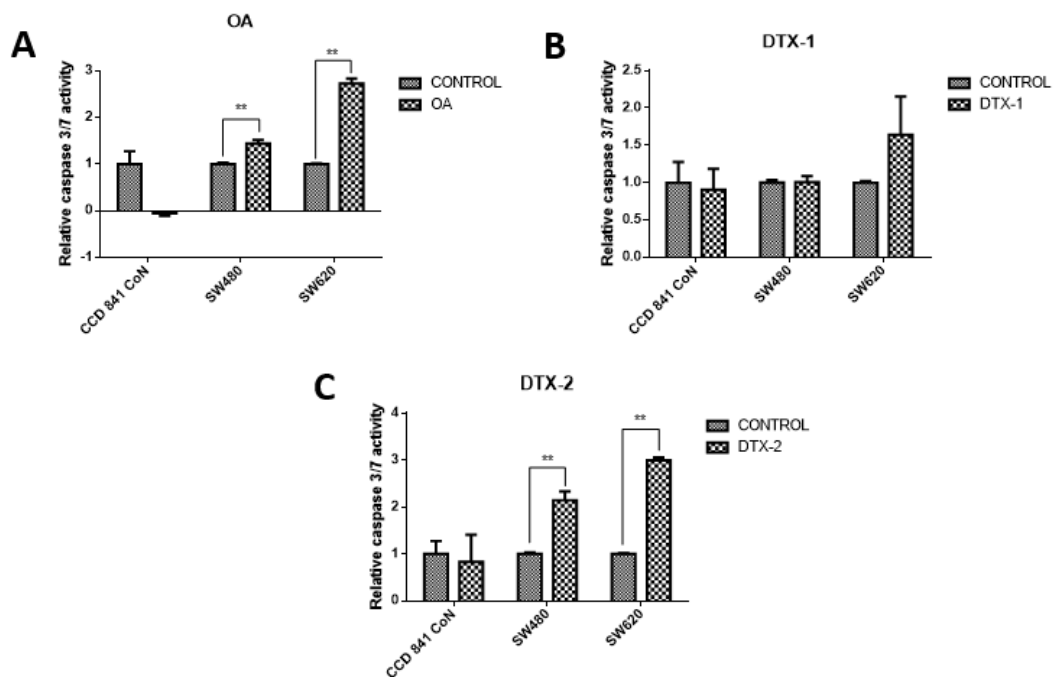 A
OA
Relative caspase 3/7 activity
3
2
1
0
-1
**
**
CONTROL
OA
CCD 841 CoN
SW480
SW620
B
DTX-1
Relative caspase 3/7 activity
2.5
2.0
1.5
1.0
0.5
0.0
CONTROL
DTX-1
CCD 841 CoN
SW480
SW620
C
DTX-2
Relative caspase 3/7 activity
4
3
2
1
0
**
**
CONTROL
DTX-2
CCD 841 CoN
SW480
SW620